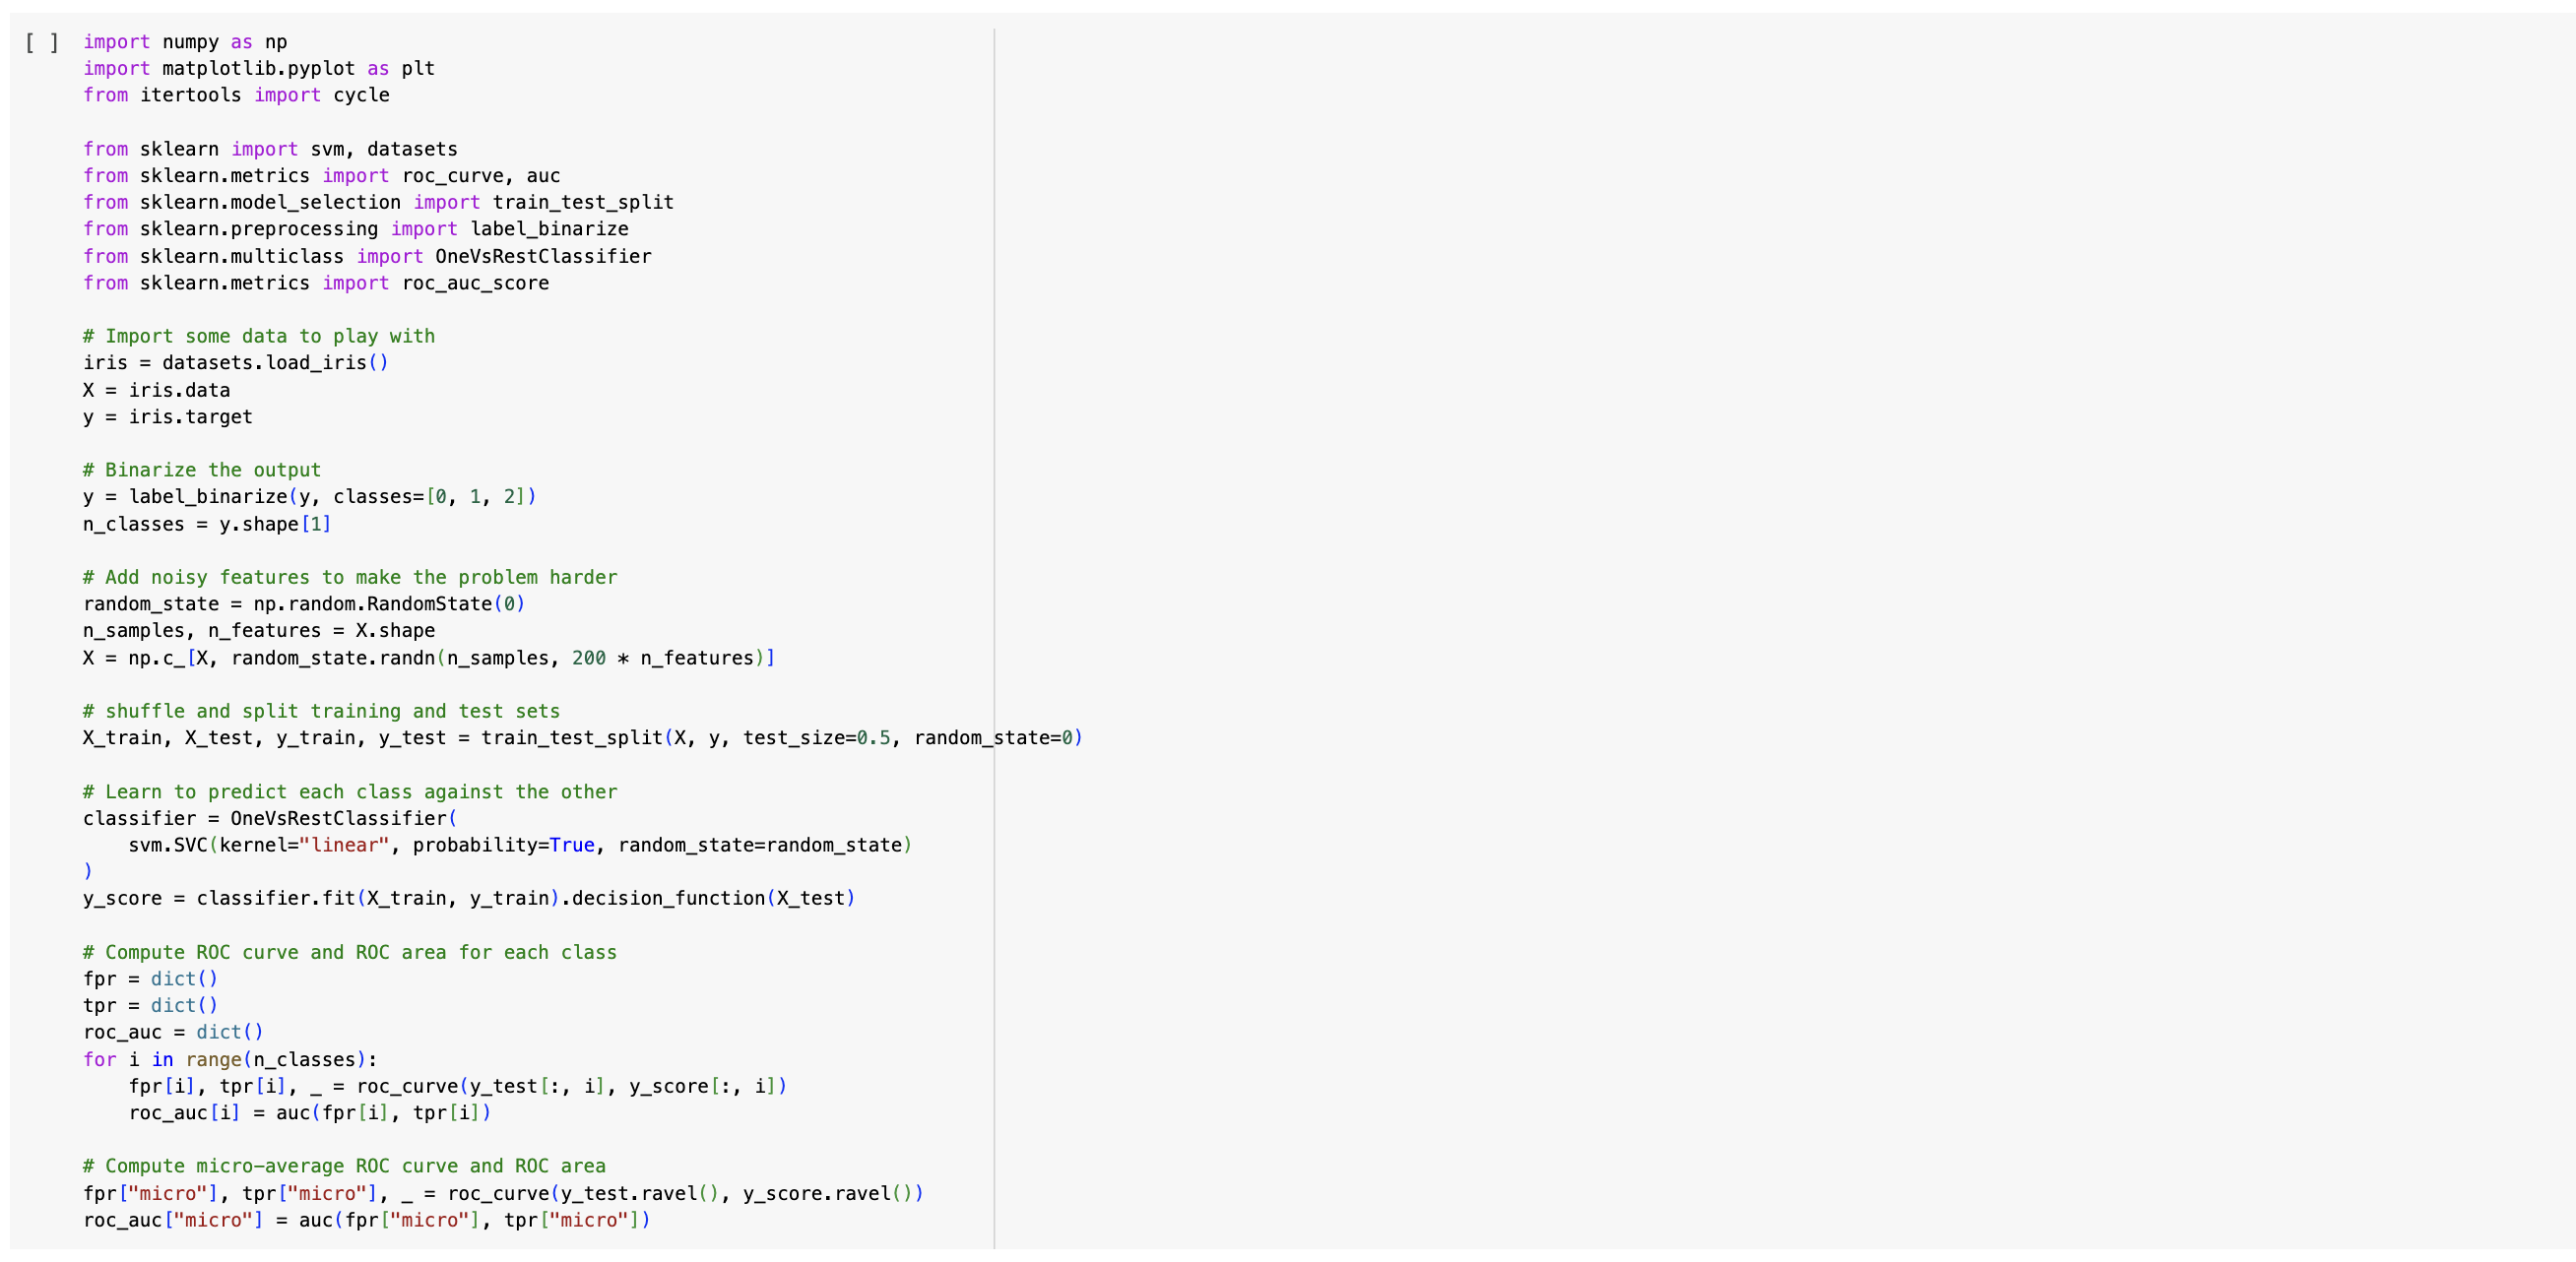 [ ] import numpy as np
import matplotlib.pyplot as plt
from itertools import cycle

from sklearn import svm, datasets
from sklearn.metrics import roc_curve, auc
from sklearn.model_selection import train_test_split
from sklearn.preprocessing import label_binarize
from sklearn.multiclass import OneVsRestClassifier
from sklearn.metrics import roc_auc_score

# Import some data to play with
iris = datasets.load_iris()
X = iris.data
y = iris.target

# Binarize the output
y = label_binarize(y, classes=[0, 1, 2])
n_classes = y.shape[1]

# Add noisy features to make the problem harder
random_state = np.random.RandomState(0)
n_samples, n_features = X.shape
X = np.c_[X, random_state.randn(n_samples, 200 * n_features)]

# shuffle and split training and test sets
X_train, X_test, y_train, y_test = train_test_split(X, y, test_size=0.5, random_state=0)

# Learn to predict each class against the other
classifier = OneVsRestClassifier(
    svm.SVC(kernel="linear", probability=True, random_state=random_state)
)
y_score = classifier.fit(X_train, y_train).decision_function(X_test)

# Compute ROC curve and ROC area for each class
fpr = dict()
tpr = dict()
roc_auc = dict()
for i in range(n_classes):
    fpr[i], tpr[i], _ = roc_curve(y_test[:, i], y_score[:, i])
    roc_auc[i] = auc(fpr[i], tpr[i])

# Compute micro-average ROC curve and ROC area
fpr["micro"], tpr["micro"], _ = roc_curve(y_test.ravel(), y_score.ravel())
roc_auc["micro"] = auc(fpr["micro"], tpr["micro"])